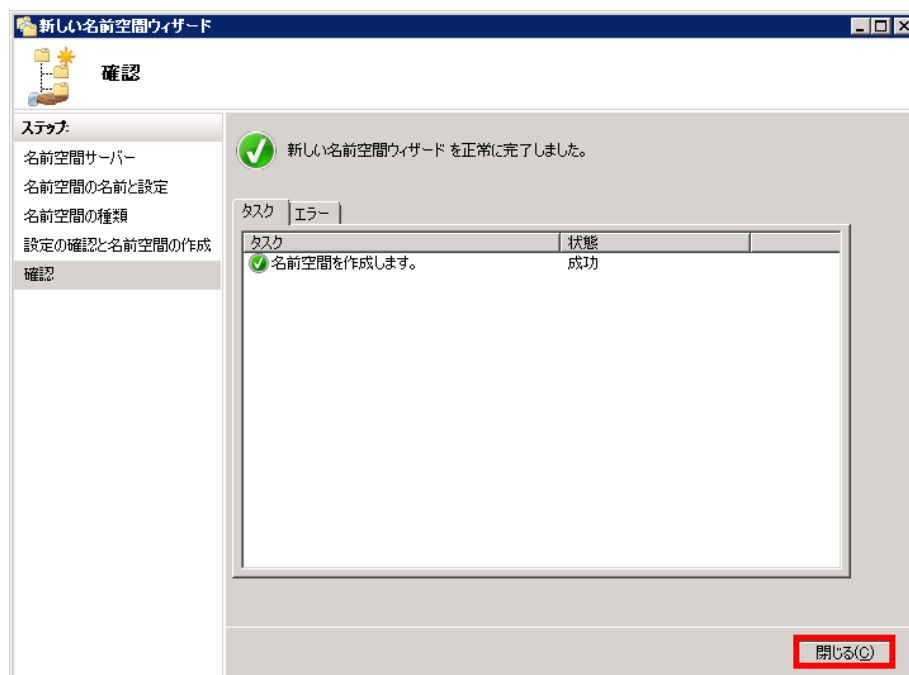 新しい名前空間ウィザード
確認
ステップ:
名前空間サーバー
名前空間の名前と設定
名前空間の種類
設定の確認と名前空間の作成
確認
新しい名前空間ウィザード を正常に完了しました。
タスク エラー
タスク 状態
名前空間を作成します。 成功
閉じる(C)